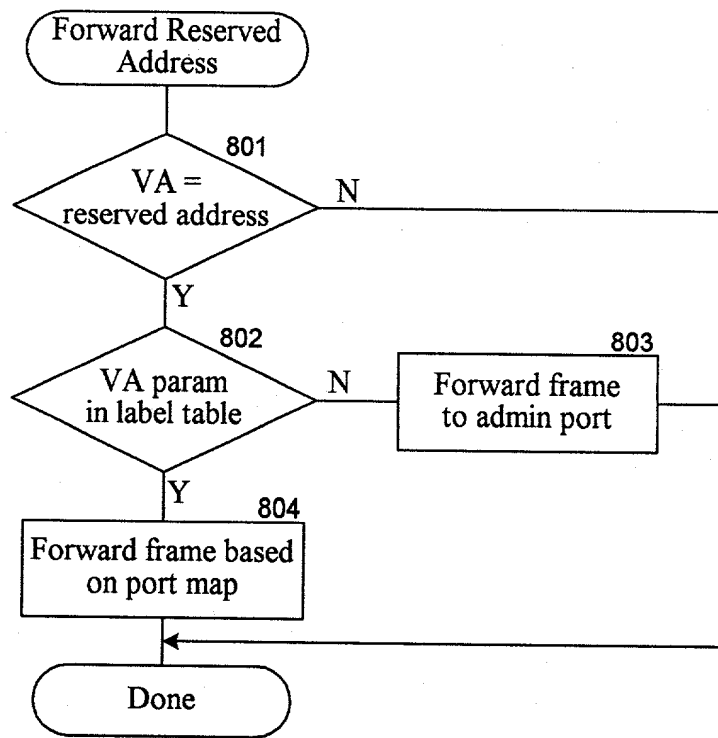 Forward Reserved
Address
801
VA =
reserved address
N
Y
802
VA param
in label table
N
803
Forward frame
to admin port
Y
804
Forward frame based
on port map
Done